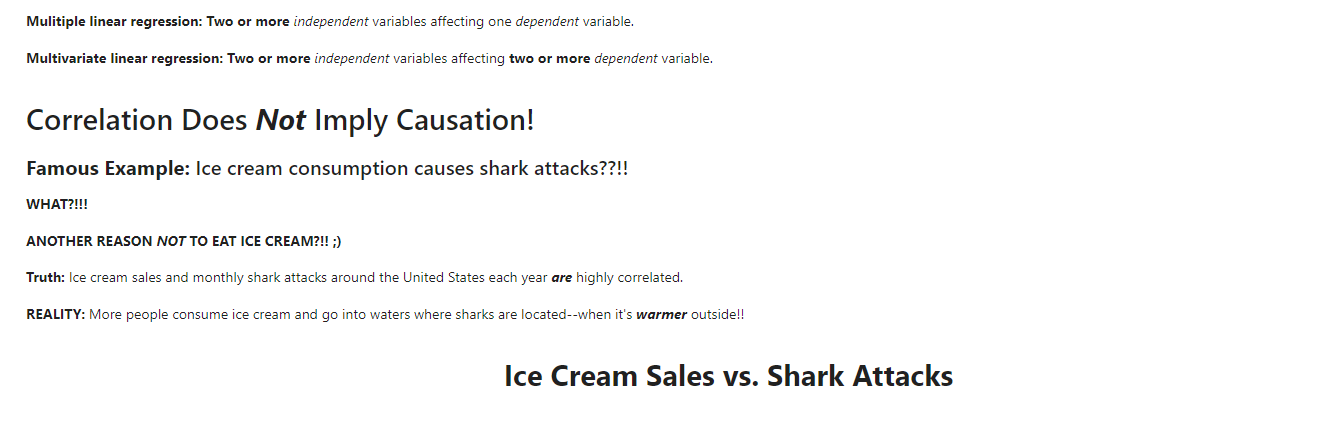 Mulitiple linear regression: Two or more independent variables affecting one dependent variable.
Multivariate linear regression: Two or more independent variables affecting two or more dependent variable.
Correlation Does Not Imply Causation!
Famous Example: Ice cream consumption causes shark attacks??!!
WHAT?!!!
ANOTHER REASON NOT TO EAT ICE CREAM?!! ;)
Truth: Ice cream sales and monthly shark attacks around the United States each year are highly correlated.
REALITY: More people consume ice cream and go into waters where sharks are located--when it's warmer outside!!
Ice Cream Sales vs. Shark Attacks